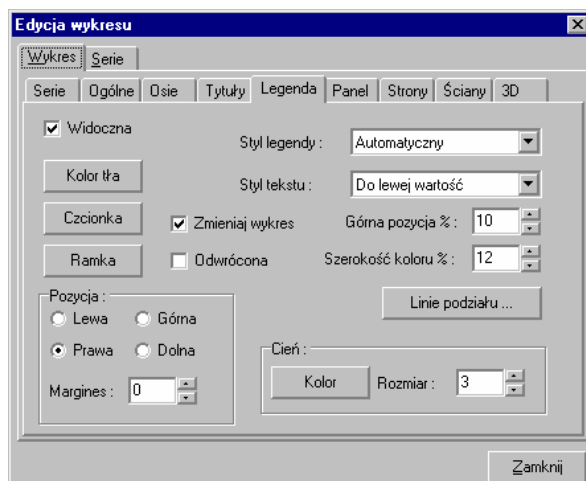 Edycja wykresu
Wykres Serie
Serie Ogólne Osie Tytuły Legenda Panel Strony Ściany 3D
Widoczna
Styl legendy : Automatyczny
Kolor tła
Styl tekstu : Do lewej wartość
Czcionka
Zmieniaj wykres
Górna pozycja % : 10
Ramka
Odwrócona
Szerokość koloru % : 12
Linie podziału ...
Pozycja :
Lewa Górna
Prawa Dolna
Margines : 0
Cień :
Kolor Rozmiar : 3
Zamknij